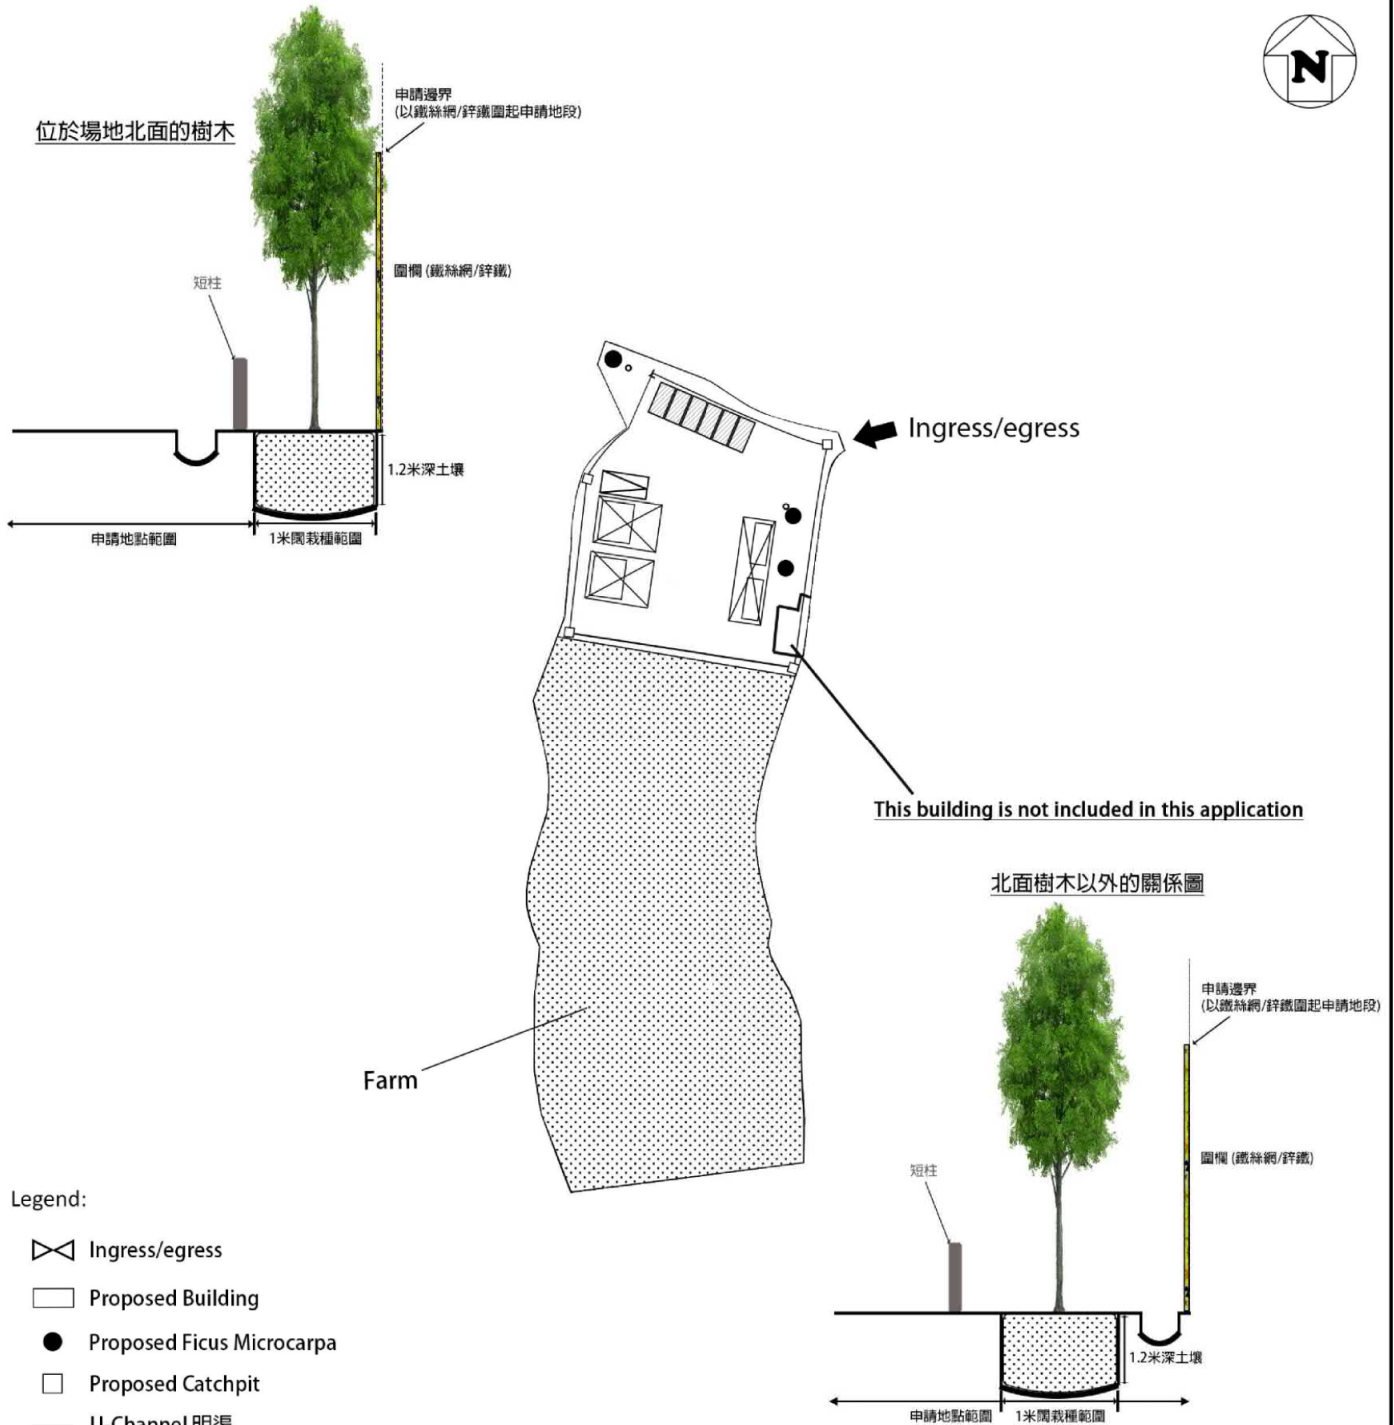 N
申請邊界
(以鐵絲網/鋅鐵圍起申請地段)
位於場地北面的樹木
圍欄 (鐵絲網/鋅鐵)
短柱
1.2米深土壤
申請地點範圍
1米闊栽種範圍
Ingress/egress
This building is not included in this application
北面樹木以外的關係圖
申請邊界
(以鐵絲網/鋅鐵圍起申請地段)
圍欄 (鐵絲網/鋅鐵)
短柱
1.2米深土壤
申請地點範圍
1米闊栽種範圍
Farm
Legend:
Ingress/egress
Proposed Building
Proposed Ficus Microcarpa
Proposed Catchpit
U-Channel 明渠